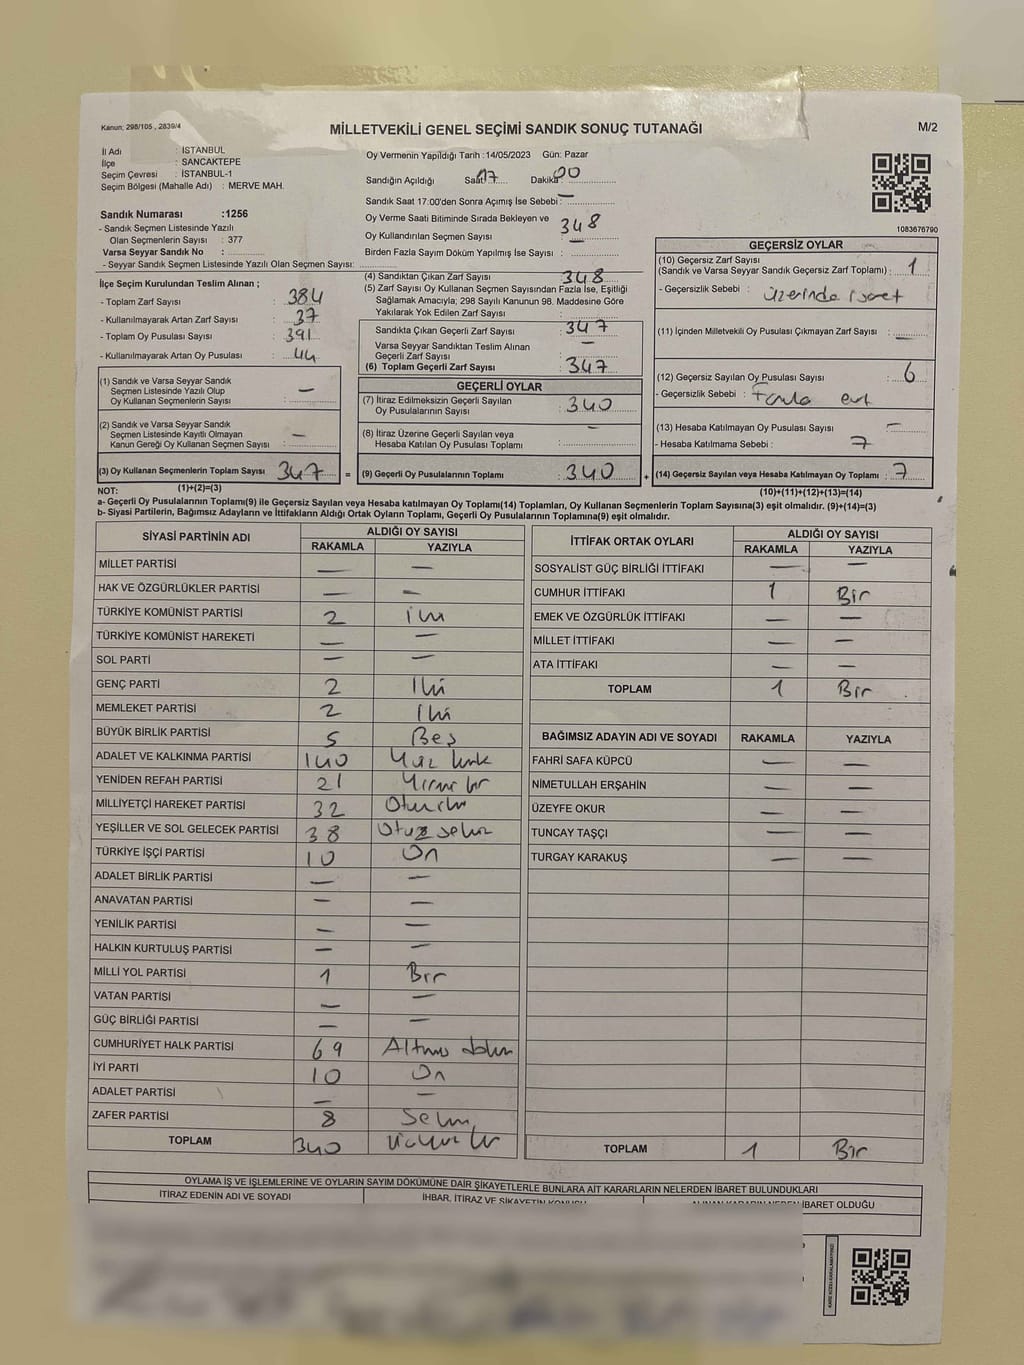 Kanun: 298/105 , 2839/4
MİLLETVEKİLİ GENEL SEÇİMİ SANDIK SONUÇ TUTANAĞI
M/2
İl Adı : İSTANBUL
İlçe : SANCAKTEPE
Seçim Çevresi : İSTANBUL-1
Seçim Bölgesi (Mahalle Adı) : MERVE MAH.
Sandık Numarası :1256
- Sandık Seçmen Listesinde Yazılı
Olan Seçmenlerin Sayısı : 377
Varsa Seyyar Sandık No :
- Seyyar Sandık Seçmen Listesinde Yazılı Olan Seçmen Sayısı:
Oy Vermenin Yapıldığı Tarih :14/05/2023 Gün: Pazar
Sandığın Açıldığı Saat 17 Dakika 00
Sandık Saat 17:00'den Sonra Açımış İse Sebebi: —
Oy Verme Saati Bitiminde Sırada Bekleyen ve
Oy Kullandırılan Seçmen Sayısı : 348
Birden Fazla Sayım Döküm Yapılmış İse Sayısı : —
1083676790
İlçe Seçim Kurulundan Teslim Alınan ;
- Toplam Zarf Sayısı : 384
- Kullanılmayarak Artan Zarf Sayısı : 37
- Toplam Oy Pusulası Sayısı : 391
- Kullanılmayarak Artan Oy Pusulası : 44
(4) Sandıktan Çıkan Zarf Sayısı : 348
(5) Zarf Sayısı Oy Kullanan Seçmen Sayısından Fazla İse, Eşitliği
Sağlamak Amacıyla; 298 Sayılı Kanunun 98. Maddesine Göre
Yakılarak Yok Edilen Zarf Sayısı :
Sandıkta Çıkan Geçerli Zarf Sayısı : 347
Varsa Seyyar Sandıktan Teslim Alınan
Geçerli Zarf Sayısı : —
(6) Toplam Geçerli Zarf Sayısı : 347
GEÇERSİZ OYLAR
(10) Geçersiz Zarf Sayısı
(Sandık ve Varsa Seyyar Sandık Geçersiz Zarf Toplamı) : 1
- Geçersizlik Sebebi : üzerinde işaret
(11) İçinden Milletvekili Oy Pusulası Çıkmayan Zarf Sayısı : —
(12) Geçersiz Sayılan Oy Pusulası Sayısı : 6
- Geçersizlik Sebebi : Fazla
(13) Hesaba Katılmayan Oy Pusulası Sayısı : —
- Hesaba Katılmama Sebebi : 7
(14) Geçersiz Sayılan veya Hesaba Katılmayan Oy Toplamı : 7
(10)+(11)+(12)+(13)=(14)
(1) Sandık ve Varsa Seyyar Sandık
Seçmen Listesinde Yazılı Olup
Oy Kullanan Seçmenlerin Sayısı : —
(2) Sandık ve Varsa Seyyar Sandık
Seçmen Listesinde Kayıtlı Olmayan
Kanun Gereği Oy Kullanan Seçmen Sayısı : —
(3) Oy Kullanan Seçmenlerin Toplam Sayısı : 347 =
(1)+(2)=(3)
GEÇERLİ OYLAR
(7) İtiraz Edilmeksizin Geçerli Sayılan
Oy Pusulalarının Sayısı : 340
(8) İtiraz Üzerine Geçerli Sayılan veya
Hesaba Katılan Oy Pusulası Toplamı : —
(9) Geçerli Oy Pusulalarının Toplamı : 340 +
NOT:
a- Geçerli Oy Pusulalarının Toplamı(9) ile Geçersiz Sayılan veya Hesaba katılmayan Oy Toplamı(14) Toplamları, Oy Kullanan Seçmenlerin Toplam Sayısına(3) eşit olmalıdır. (9)+(14)=(3)
b- Siyasi Partilerin, Bağımsız Adayların ve İttifakların Aldığı Ortak Oyların Toplamı, Geçerli Oy Pusulalarının Toplamına(9) eşit olmalıdır.
SİYASİ PARTİNİN ADI ALDIĞI OY SAYISI
RAKAMLA YAZIYLA
MİLLET PARTİSİ — —
HAK VE ÖZGÜRLÜKLER PARTİSİ — —
TÜRKİYE KOMÜNİST PARTİSİ 2 iki
TÜRKİYE KOMÜNİST HAREKETİ — —
SOL PARTİ — —
GENÇ PARTİ 2 İki
MEMLEKET PARTİSİ 2 İki
BÜYÜK BİRLİK PARTİSİ 5 Beş
ADALET VE KALKINMA PARTİSİ 140 Yüz kırk
YENİDEN REFAH PARTİSİ 21 Yirmi bir
MİLLİYETÇİ HAREKET PARTİSİ 32 Otuz iki
YEŞİLLER VE SOL GELECEK PARTİSİ 38 Otuz sekiz
TÜRKİYE İŞÇİ PARTİSİ 10 On
ADALET BİRLİK PARTİSİ — —
ANAVATAN PARTİSİ — —
YENİLİK PARTİSİ — —
HALKIN KURTULUŞ PARTİSİ — —
MİLLİ YOL PARTİSİ 1 Bir
VATAN PARTİSİ — —
GÜÇ BİRLİĞİ PARTİSİ — —
CUMHURİYET HALK PARTİSİ 69 Altmış dokuz
İYİ PARTİ 10 On
ADALET PARTİSİ — —
ZAFER PARTİSİ 8 Sekiz
TOPLAM 340
İTTİFAK ORTAK OYLARI ALDIĞI OY SAYISI
RAKAMLA YAZIYLA
SOSYALİST GÜÇ BİRLİĞİ İTTİFAKI — —
CUMHUR İTTİFAKI 1 Bir
EMEK VE ÖZGÜRLÜK İTTİFAKI — —
MİLLET İTTİFAKI — —
ATA İTTİFAKI — —
TOPLAM 1 Bir
BAĞIMSIZ ADAYIN ADI VE SOYADI RAKAMLA YAZIYLA
FAHRİ SAFA KÜPCÜ — —
NİMETULLAH ERŞAHİN — —
ÜZEYFE OKUR — —
TUNCAY TAŞÇI — —
TURGAY KARAKUŞ — —
TOPLAM 1 Bir
OYLAMA İŞ VE İŞLEMLERİNE VE OYLARIN SAYIM DÖKÜMÜNE DAİR ŞİKAYETLERLE BUNLARA AİT KARARLARIN NELERDEN İBARET BULUNDUKLARI
İTİRAZ EDENİN ADI VE SOYADI
İHBAR, İTİRAZ VE ŞİKAYETİN KONUSU
ALINAN KARARIN NEDEN İBARET OLDUĞU